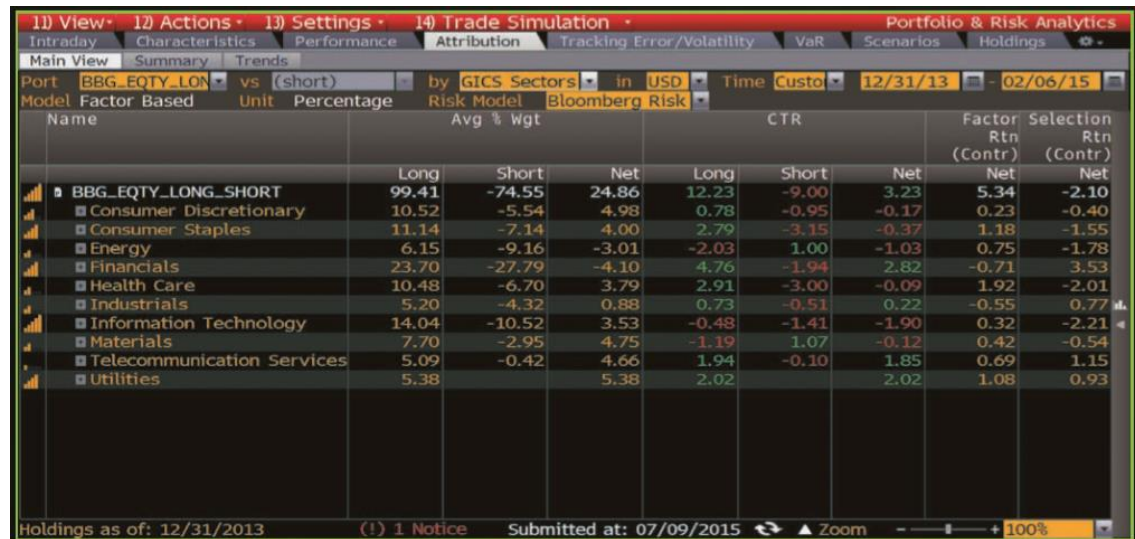 11) View 12) Actions 13) Settings 14) Trade Simulation Portfolio & Risk Analytics
Intraday Characteristics Performance Attribution Tracking Error/Volatility VaR Scenarios Holdings
Main View Summary Trends
Port BBG_EQTY_LON vs (short) by GICS Sectors in USD Time Custo 12/31/13 - 02/06/15
Model Factor Based Unit Percentage Risk Model Bloomberg Risk
Name Avg % Wgt CTR Factor Selection
Rtn Rtn
(Contr) (Contr)
Long Short Net Long Short Net Net Net
BBG_EQTY_LONG_SHORT 99.41 -74.55 24.86 12.23 -9.00 3.23 5.34 -2.10
Consumer Discretionary 10.52 -5.54 4.98 0.78 -0.95 -0.17 0.23 -0.40
Consumer Staples 11.14 -7.14 4.00 2.79 -3.15 -0.37 1.18 -1.55
Energy 6.15 -9.16 -3.01 -2.03 1.00 -1.03 0.75 -1.78
Financials 23.70 -27.79 -4.10 4.76 -1.94 2.82 -0.71 3.53
Health Care 10.48 -6.70 3.79 2.91 -3.00 -0.09 1.92 -2.01
Industrials 5.20 -4.32 0.88 0.73 -0.51 0.22 -0.55 0.77
Information Technology 14.04 -10.52 3.53 -0.48 -1.41 -1.90 0.32 -2.21
Materials 7.70 -2.95 4.75 -1.19 1.07 -0.12 0.42 -0.54
Telecommunication Services 5.09 -0.42 4.66 1.94 -0.10 1.85 0.69 1.15
Utilities 5.38 5.38 2.02 2.02 1.08 0.93
Holdings as of: 12/31/2013 (!) 1 Notice Submitted at: 07/09/2015 Zoom - + 100%